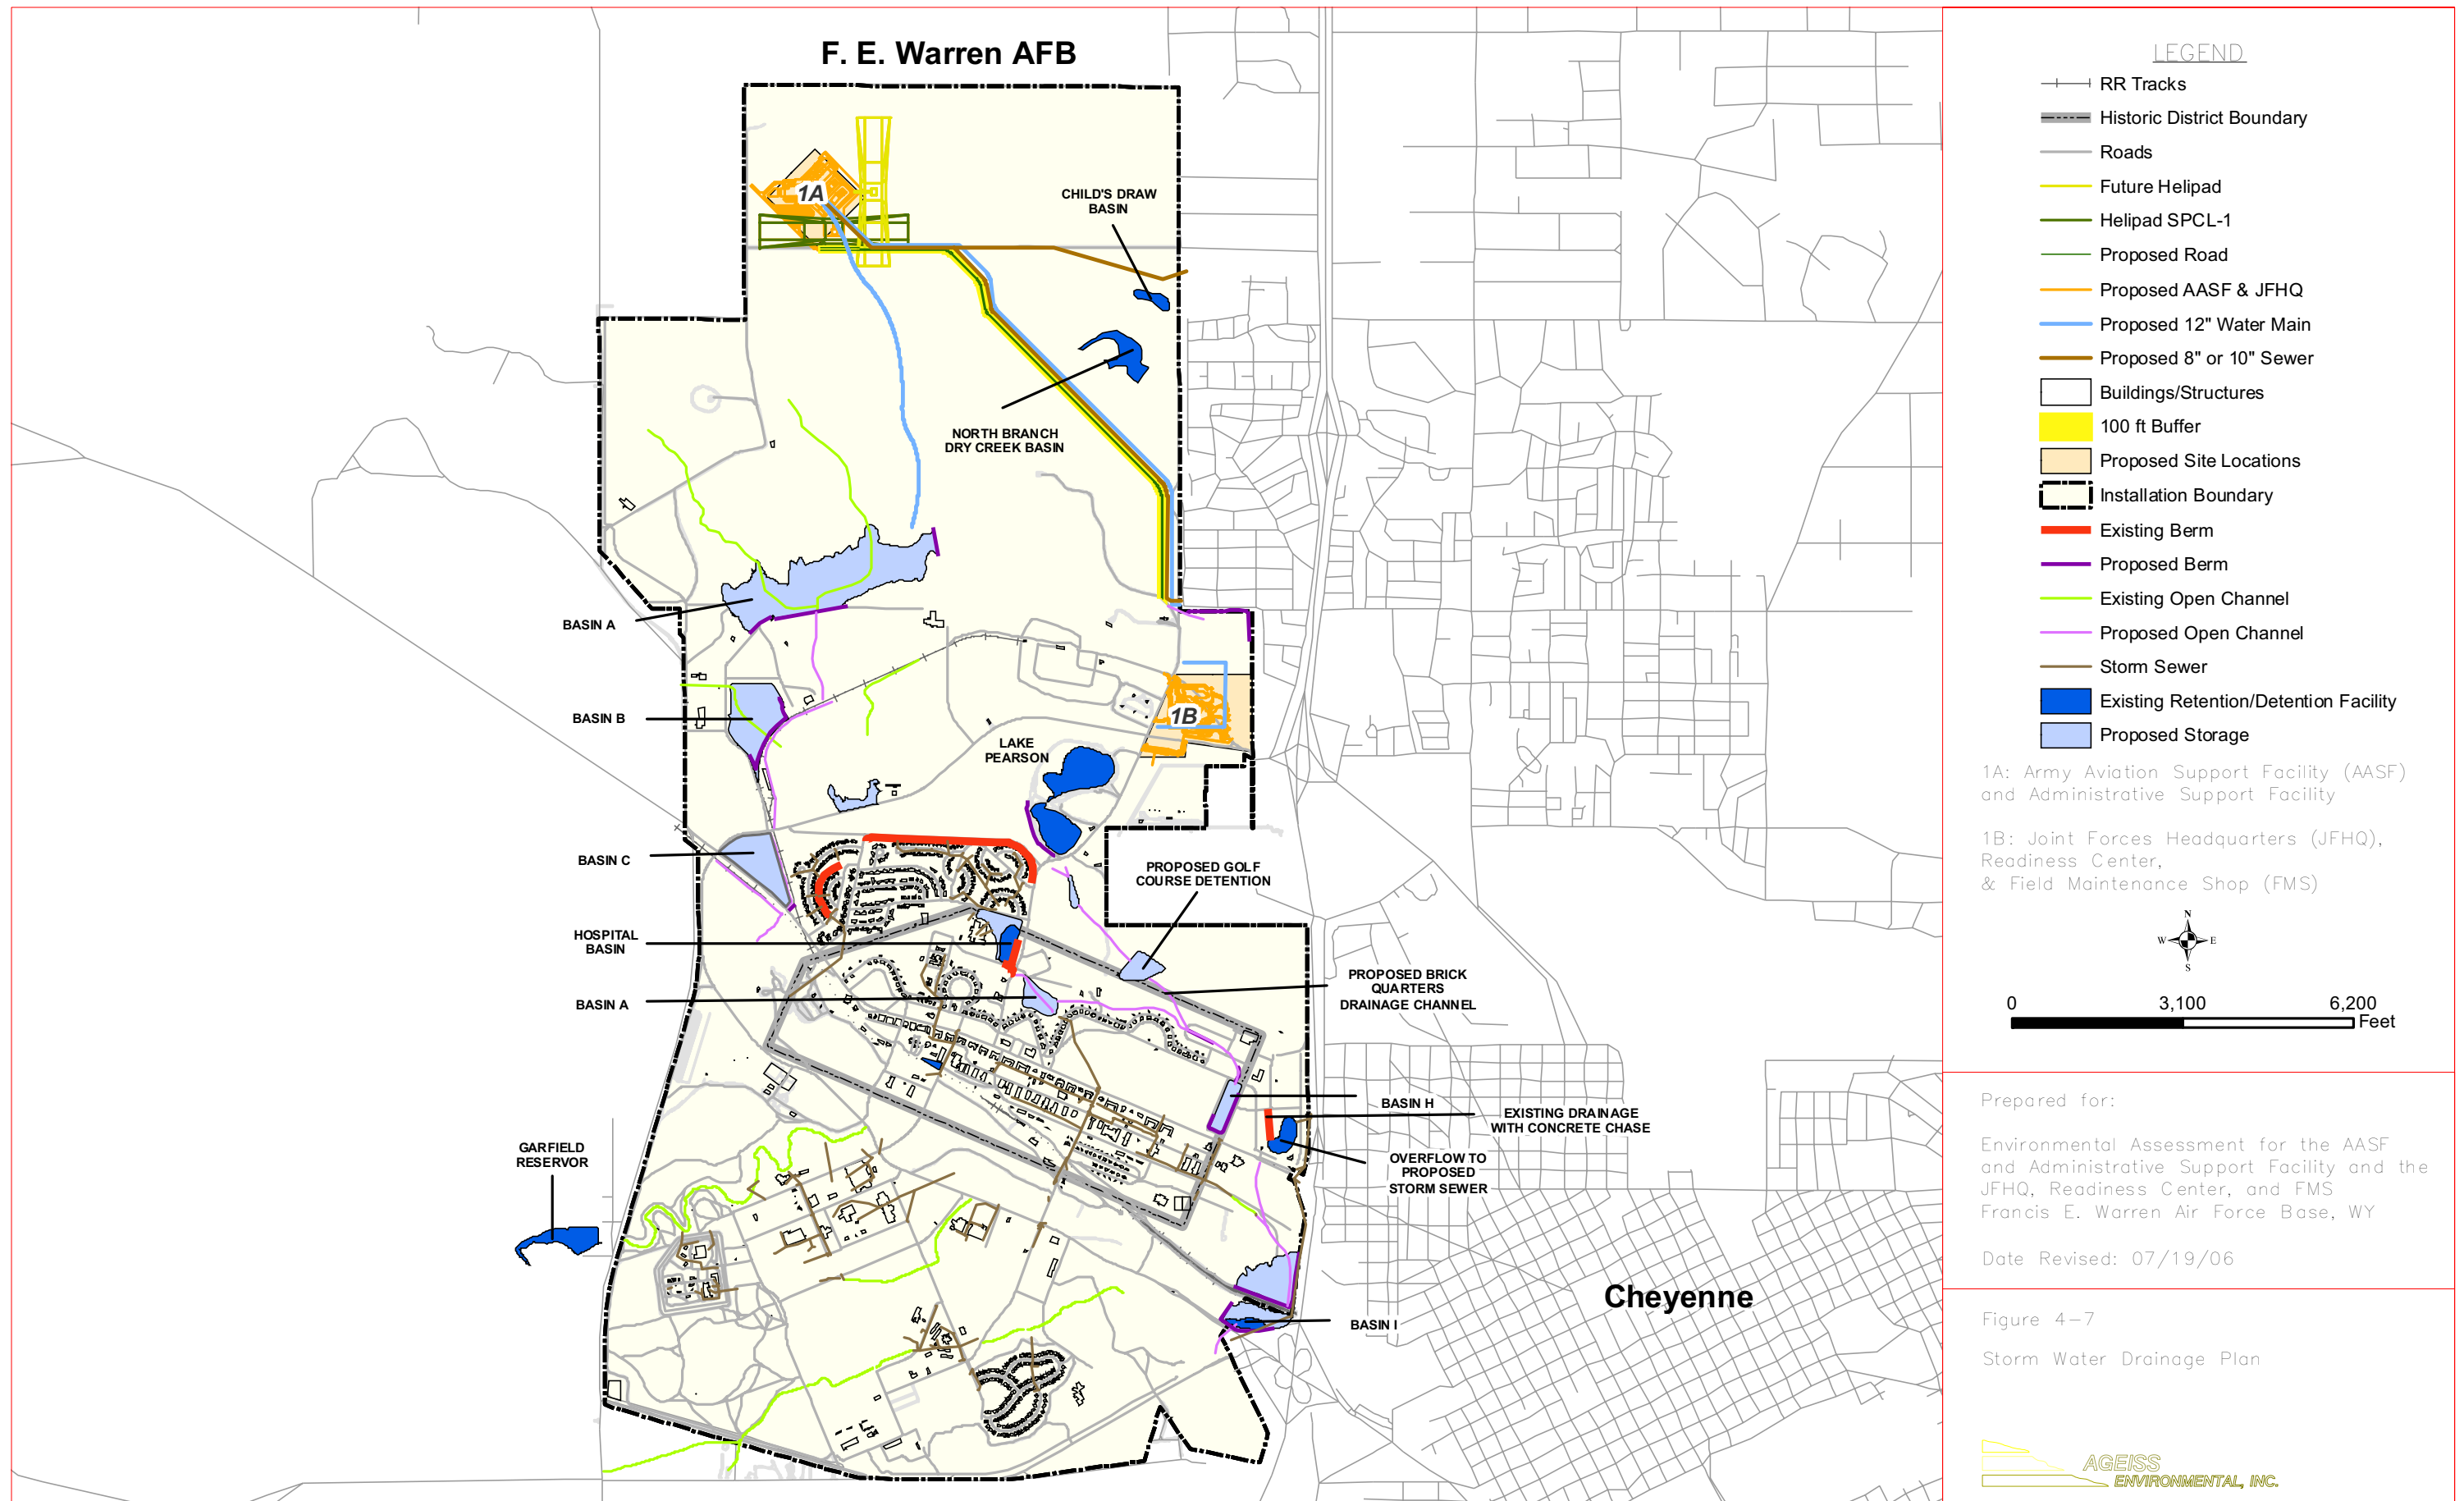 F. E. Warren AFB
1A
CHILD'S DRAW
BASIN
NORTH BRANCH
DRY CREEK BASIN
BASIN A
BASIN B
1B
LAKE
PEARSON
BASIN C
PROPOSED GOLF
COURSE DETENTION
HOSPITAL
BASIN
BASIN A
PROPOSED BRICK
QUARTERS
DRAINAGE CHANNEL
BASIN H
EXISTING DRAINAGE
WITH CONCRETE CHASE
OVERFLOW TO
PROPOSED
STORM SEWER
GARFIELD
RESERVOR
Cheyenne
BASIN I
LEGEND
RR Tracks
Historic District Boundary
Roads
Future Helipad
Helipad SPCL-1
Proposed Road
Proposed AASF & JFHQ
Proposed 12" Water Main
Proposed 8" or 10" Sewer
Buildings/Structures
100 ft Buffer
Proposed Site Locations
Installation Boundary
Existing Berm
Proposed Berm
Existing Open Channel
Proposed Open Channel
Storm Sewer
Existing Retention/Detention Facility
Proposed Storage
1A: Army Aviation Support Facility (AASF)
and Administrative Support Facility
1B: Joint Forces Headquarters (JFHQ),
Readiness Center,
& Field Maintenance Shop (FMS)
N
W E
S
0 3,100 6,200
Feet
Prepared for:
Environmental Assessment for the AASF
and Administrative Support Facility and the
JFHQ, Readiness Center, and FMS
Francis E. Warren Air Force Base, WY
Date Revised: 07/19/06
Figure 4-7
Storm Water Drainage Plan
AGEISS
ENVIRONMENTAL, INC.